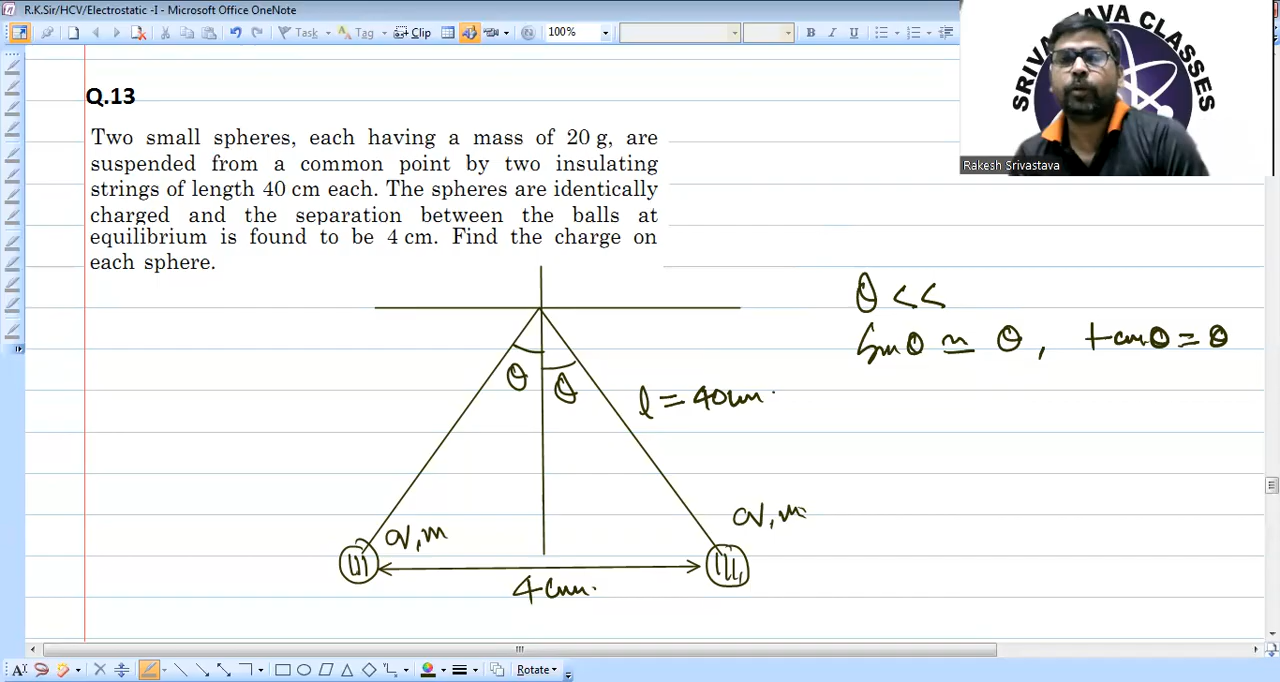 R.K.Sir/HCV/Electrostatic -I - Microsoft Office OneNote
Task
Tag
Clip
100%
B I U
SRIVASTAVA CLASSES
Rakesh Srivastava
Q.13
Two small spheres, each having a mass of 20 g, are
suspended from a common point by two insulating
strings of length 40 cm each. The spheres are identically
charged and the separation between the balls at
equilibrium is found to be 4 cm. Find the charge on
each sphere.
θ <<
Sinθ ≃ θ, tanθ = θ
θ θ
l = 40cm.
q, m
q, m
4cm.
Rotate